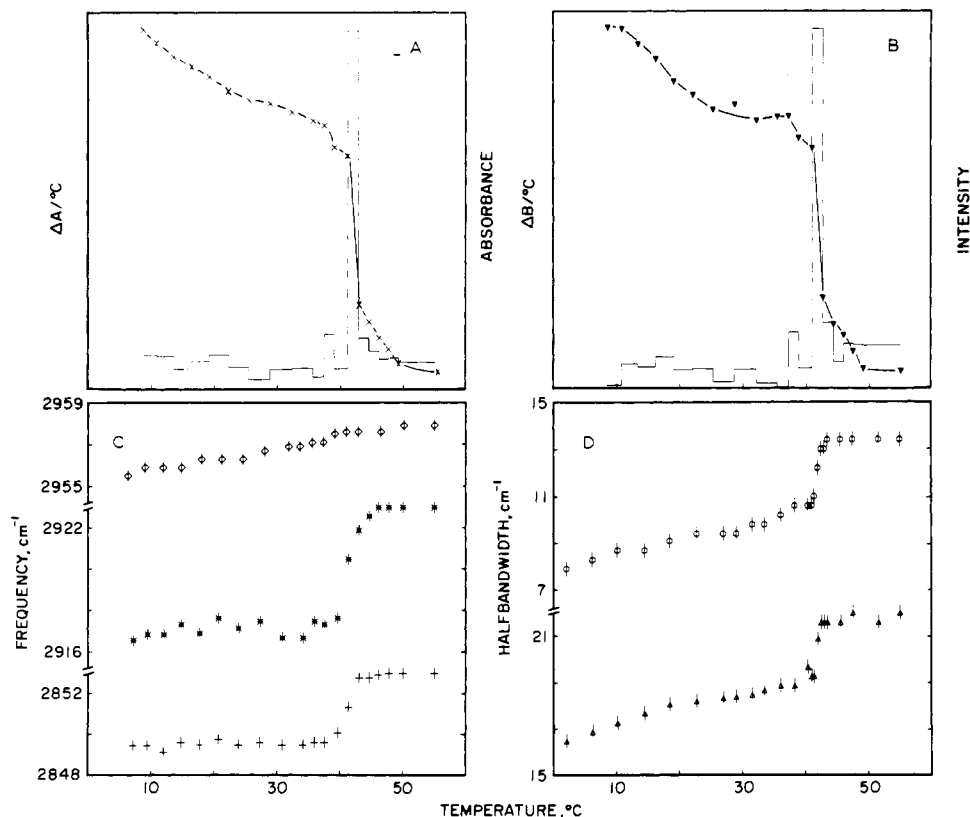 A
B
ΔA/°C
ABSORBANCE
ΔB/°C
INTENSITY
C
D
2959
2955
2922
2916
2852
2848
FREQUENCY, cm⁻¹
15
11
7
21
15
HALFBANDWIDTH, cm⁻¹
10 30 50
10 30 50
TEMPERATURE, °C